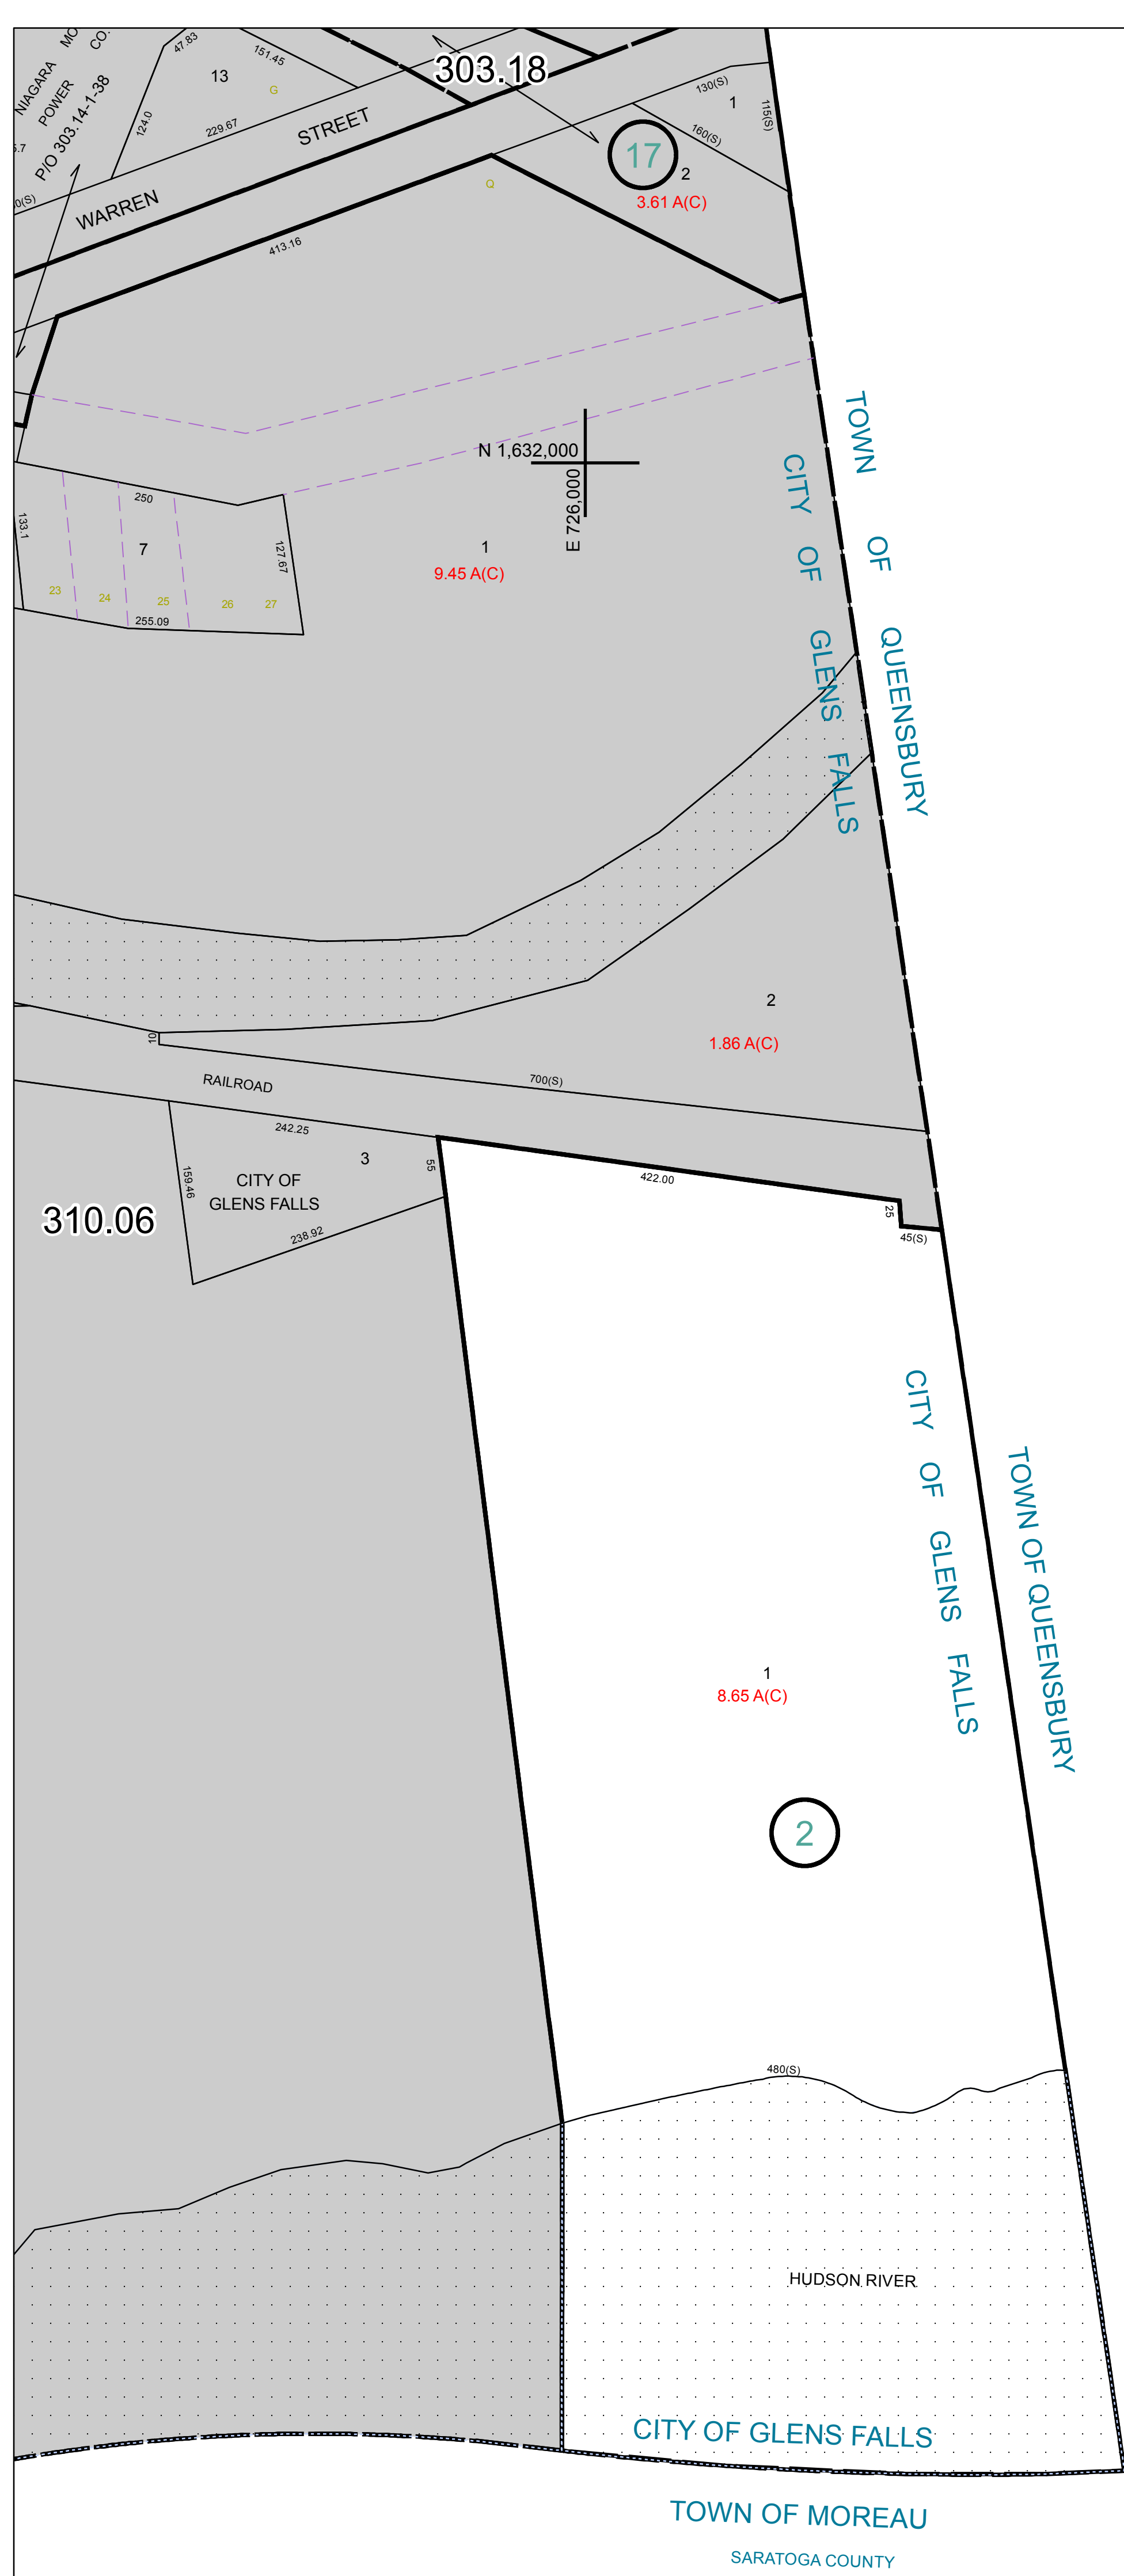 NIAGARA MO
POWER CO.
P/O 303.14-1-38
47.83
151.45
13
G
124.0
229.67
303.18
130(S)
1
115(S)
160(S)
17
2
3.61 A(C)
5.7
0(S)
WARREN STREET
Q
413.16
N 1,632,000
E 726,000
TOWN OF QUEENSBURY
CITY OF GLENS FALLS
250
133.1
7
127.67
23
24
25
26
27
255.09
1
9.45 A(C)
2
1.86 A(C)
10
RAILROAD
700(S)
242.25
3
55
159.46
CITY OF
GLENS FALLS
238.92
310.06
422.00
25
45(S)
CITY OF GLENS FALLS
TOWN OF QUEENSBURY
1
8.65 A(C)
2
480(S)
HUDSON RIVER
CITY OF GLENS FALLS
TOWN OF MOREAU
SARATOGA COUNTY